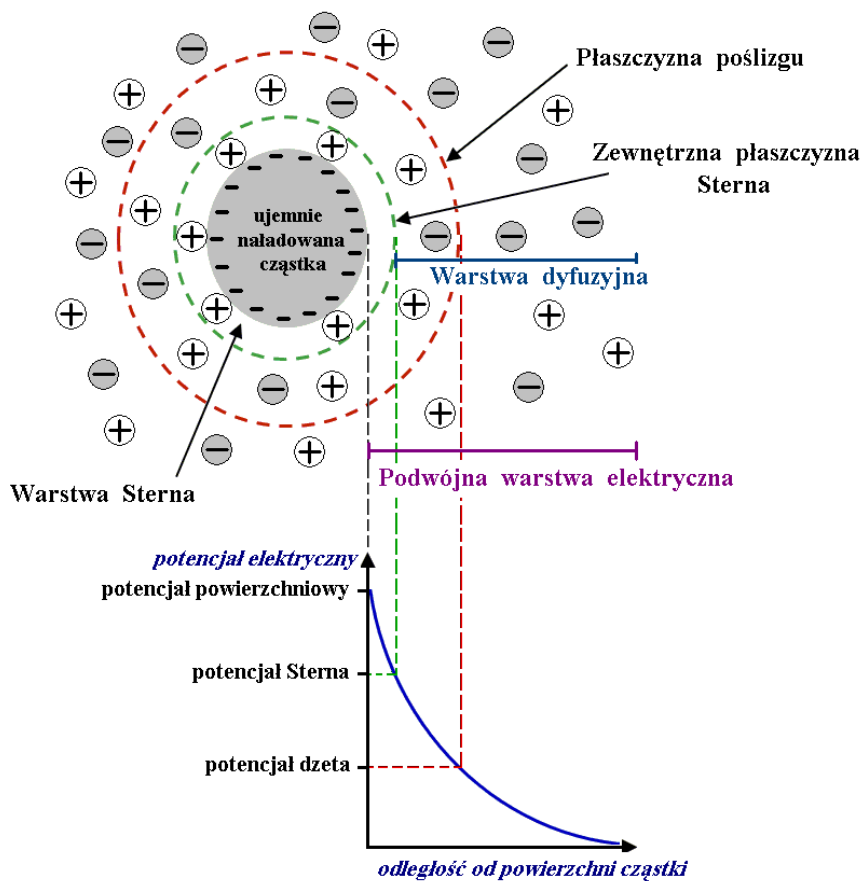 Płaszczyzna poślizgu
Zewnętrzna płaszczyzna
Sterna
ujemnie
naładowana
cząstka
Warstwa dyfuzyjna
Podwójna warstwa elektryczna
Warstwa Sterna
potencjał elektryczny
potencjał powierzchniowy
potencjał Sterna
potencjał dzeta
odległość od powierzchni cząstki